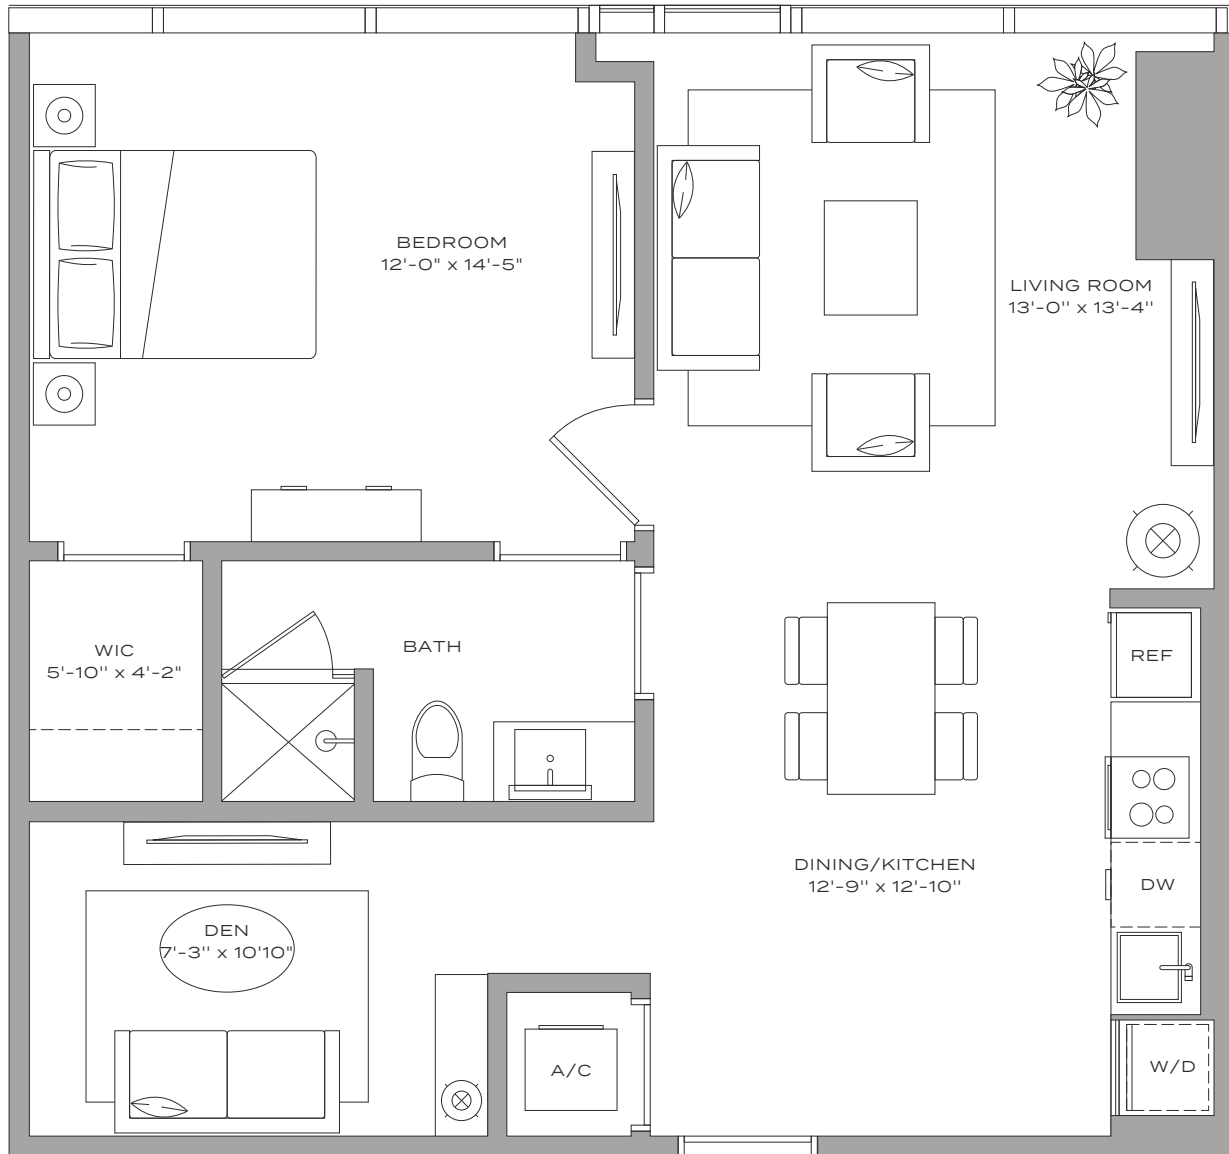 BEDROOM
12'-0" x 14'-5"
LIVING ROOM
13'-0'' x 13'-4''
WIC
5'-10'' x 4'-2"
BATH
REF
DINING/KITCHEN
12'-9'' x 12'-10''
DW
DEN
7'-3'' x 10'10"
A/C
W/D